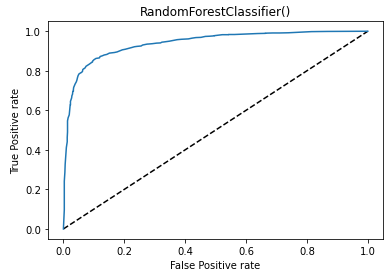 RandomForestClassifier()
True Positive rate
1.0
0.8
0.6
0.4
0.2
0.0
0.0 0.2 0.4 0.6 0.8 1.0
False Positive rate